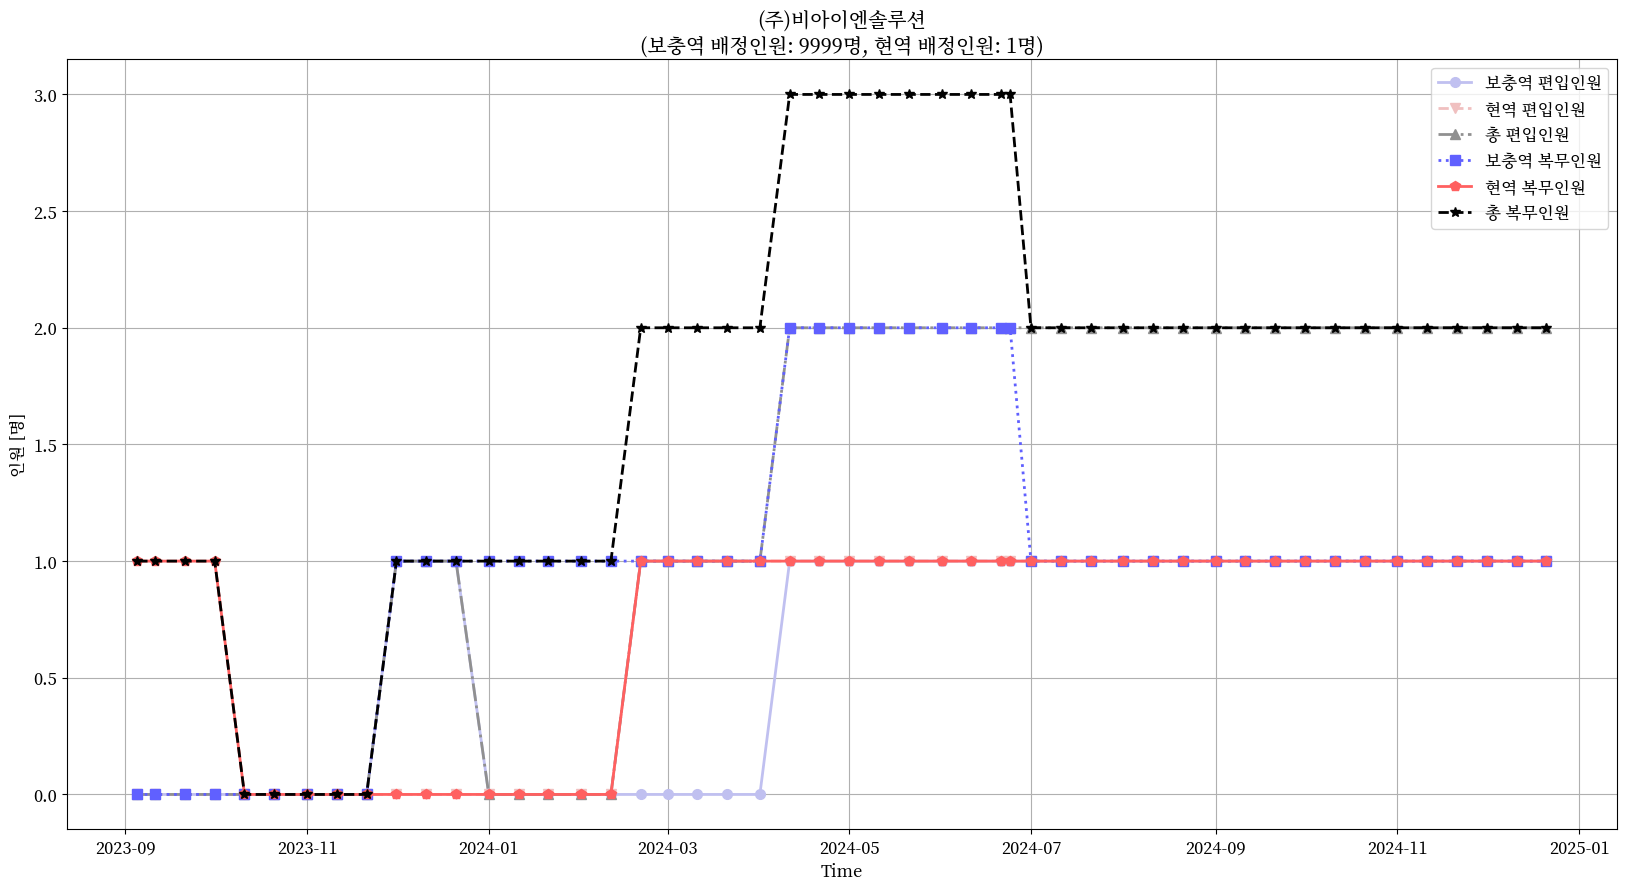 (주)비아이엔솔루션
(보충역 배정인원: 9999명, 현역 배정인원: 1명)
3.0
2.5
2.0
1.5
1.0
0.5
0.0
인원 [명]
보충역 편입인원
현역 편입인원
총 편입인원
보충역 복무인원
현역 복무인원
총 복무인원
2023-09
2023-11
2024-01
2024-03
2024-05
2024-07
2024-09
2024-11
2025-01
Time